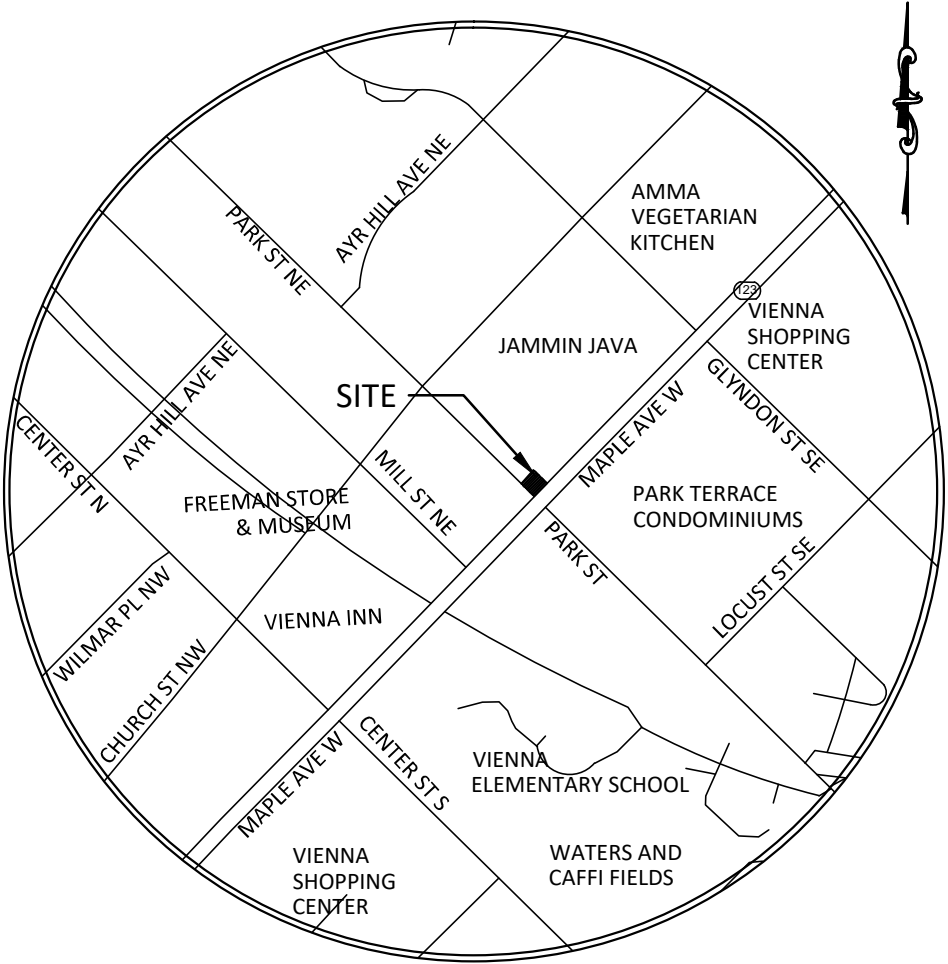 AYR HILL AVE NE
PARK ST NE
AMMA
VEGETARIAN
KITCHEN
123
VIENNA
SHOPPING
CENTER
JAMMIN JAVA
SITE
AYR HILL AVE NE
CENTER ST N
GLYNDON ST SE
MAPLE AVE W
FREEMAN STORE
& MUSEUM
MILL ST NE
PARK TERRACE
CONDOMINIUMS
PARK ST
LOCUST ST SE
WILMAR PL NW
VIENNA INN
CHURCH ST NW
MAPLE AVE W
CENTER ST S
VIENNA
ELEMENTARY SCHOOL
VIENNA
SHOPPING
CENTER
WATERS AND
CAFFI FIELDS